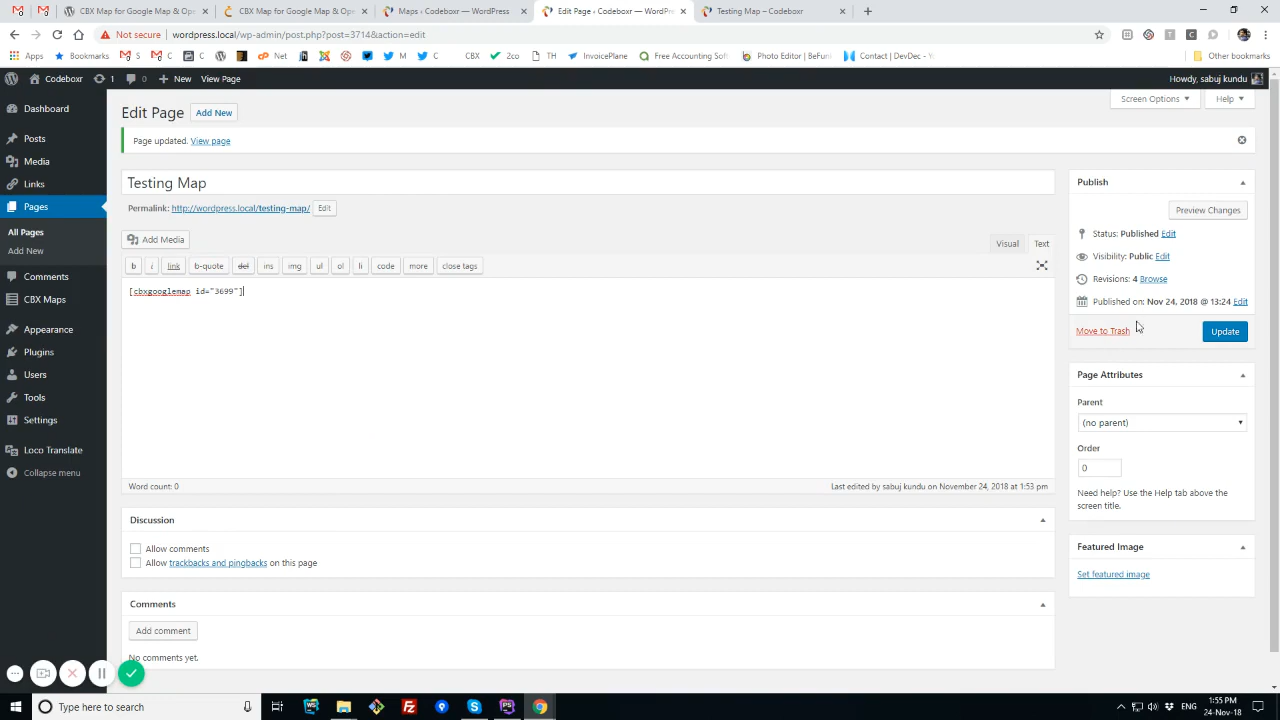 CBX Map for Google Map & Op
CBX Map for Google Map & Ope
Maps ‹ Codeboxr — WordPress
Edit Page ‹ Codeboxr — WordPr
Testing Map – Codeboxr
Not secure | wordpress.local/wp-admin/post.php?post=3714&action=edit
Apps
Bookmarks
S
C
C
Net
M
C
CBX
2co
TH
InvoicePlane
Free Accounting Soft
Photo Editor | BeFun
Contact | DevDec - Y
Other bookmarks
Codeboxr
1
0
New
View Page
Howdy, sabuj kundu
Dashboard
Posts
Media
Links
Pages
All Pages
Add New
Comments
CBX Maps
Appearance
Plugins
Users
Tools
Settings
Loco Translate
Collapse menu
Screen Options
Help
Edit Page
Add New
Page updated. View page
Testing Map
Permalink: http://wordpress.local/testing-map/ Edit
Add Media
Visual
Text
b
i
link
b-quote
del
ins
img
ul
ol
li
code
more
close tags
[cbxgooglemap id="3699"]
Word count: 0
Last edited by sabuj kundu on November 24, 2018 at 1:53 pm
Discussion
Allow comments
Allow trackbacks and pingbacks on this page
Comments
Add comment
No comments yet.
Publish
Preview Changes
Status: Published Edit
Visibility: Public Edit
Revisions: 4 Browse
Published on: Nov 24, 2018 @ 13:24 Edit
Move to Trash
Update
Page Attributes
Parent
(no parent)
Order
0
Need help? Use the Help tab above the
screen title.
Featured Image
Set featured image
Type here to search
ENG
1:55 PM
24-Nov-18